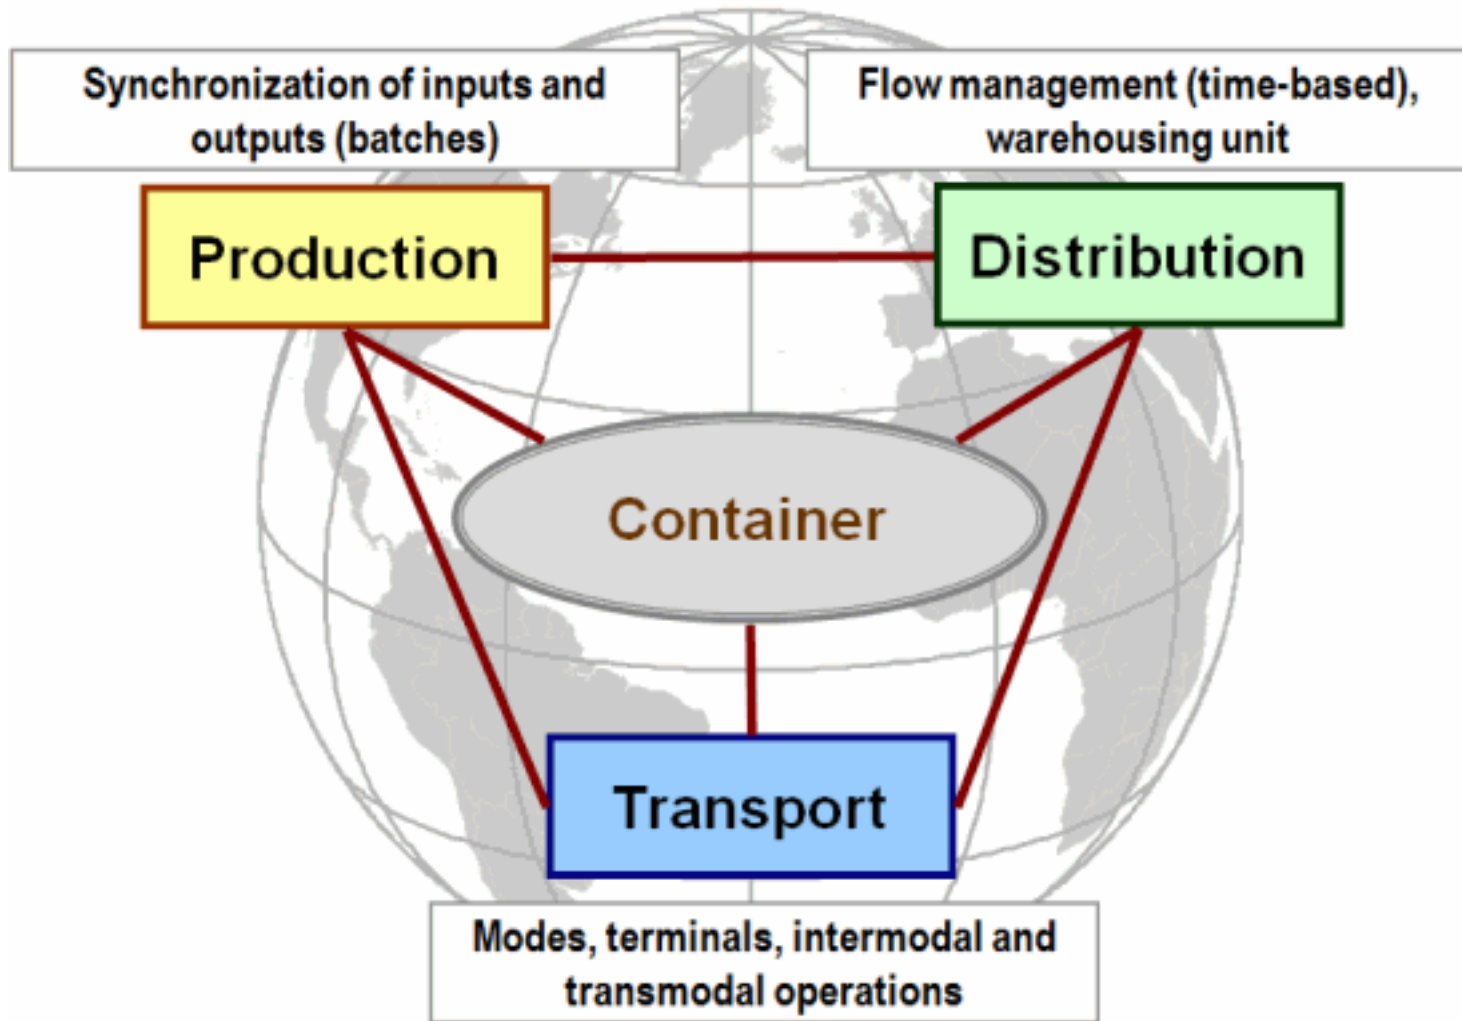 Synchronization of inputs and
outputs (batches)
Flow management (time-based),
warehousing unit
Production
Distribution
Container
Transport
Modes, terminals, intermodal and
transmodal operations